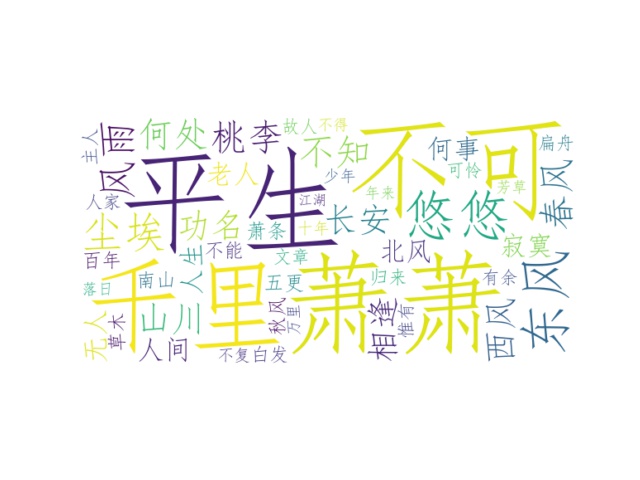 主人
风雨
何处
桃李
故人
不得
不可
何事
扁舟
平生
老人
不知
可怜
春风
人家
少年
年来
芳草
尘埃
功名
萧条
江湖
十年
长安
悠悠
百年
人生
不能
文章
北风
寂寞
落日
千里
南山
五更
萧萧
归来
有余
东风
无人
草木
山川
秋风
万里
相逢
惟有
西风
人间
不复
白发